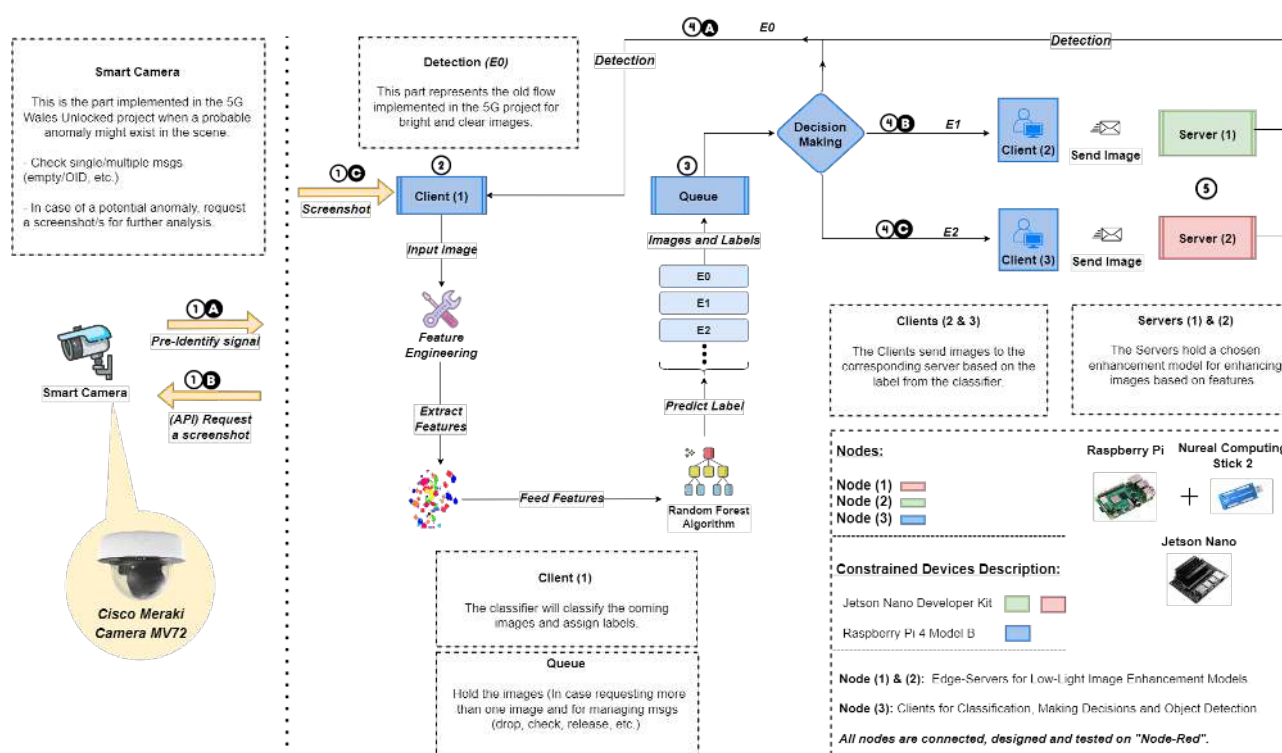 Smart Camera
This is the part implemented in the 5G
Wales Unlocked project when a probable
anomaly might exist in the scene.
- Check single/multiple msgs
(empty/OID, etc.)
- In case of a potential anomaly, request
a screenshot/s for further analysis.
1 A
Pre-Identify signal
1 B
(API) Request
a screenshot
Smart Camera
Cisco Meraki
Camera MV72
Detection (E0)
This part represents the old flow
implemented in the 5G project for
bright and clear images.
1 C
Screenshot
2
Client (1)
Input image
Feature
Engineering
Extract
Features
Feed Features
Random Forest
Algorithm
Predict Label
E2
E1
E0
Images and Labels
3
Queue
Decision
Making
4 A
E0
Detection
Detection
4 B
E1
Client (2)
Send Image
Server (1)
4 C
E2
Client (3)
Send Image
Server (2)
5
Clients (2 & 3)
The Clients send images to the
corresponding server based on the
label from the classifier.
Servers (1) & (2)
The Servers hold a chosen
enhancement model for enhancing
images based on features.
Client (1)
The classifier will classify the coming
images and assign labels.
Queue
Hold the images (In case requesting more
than one image and for managing msgs
(drop, check, release, etc.)
Nodes:
Node (1)
Node (2)
Node (3)
Raspberry Pi
Nureal Computing
Stick 2
Jetson Nano
Constrained Devices Description:
Jetson Nano Developer Kit
Raspberry Pi 4 Model B
Node (1) & (2): Edge-Servers for Low-Light Image Enhancement Models
Node (3): Clients for Classification, Making Decisions and Object Detection
All nodes are connected, designed and tested on "Node-Red".